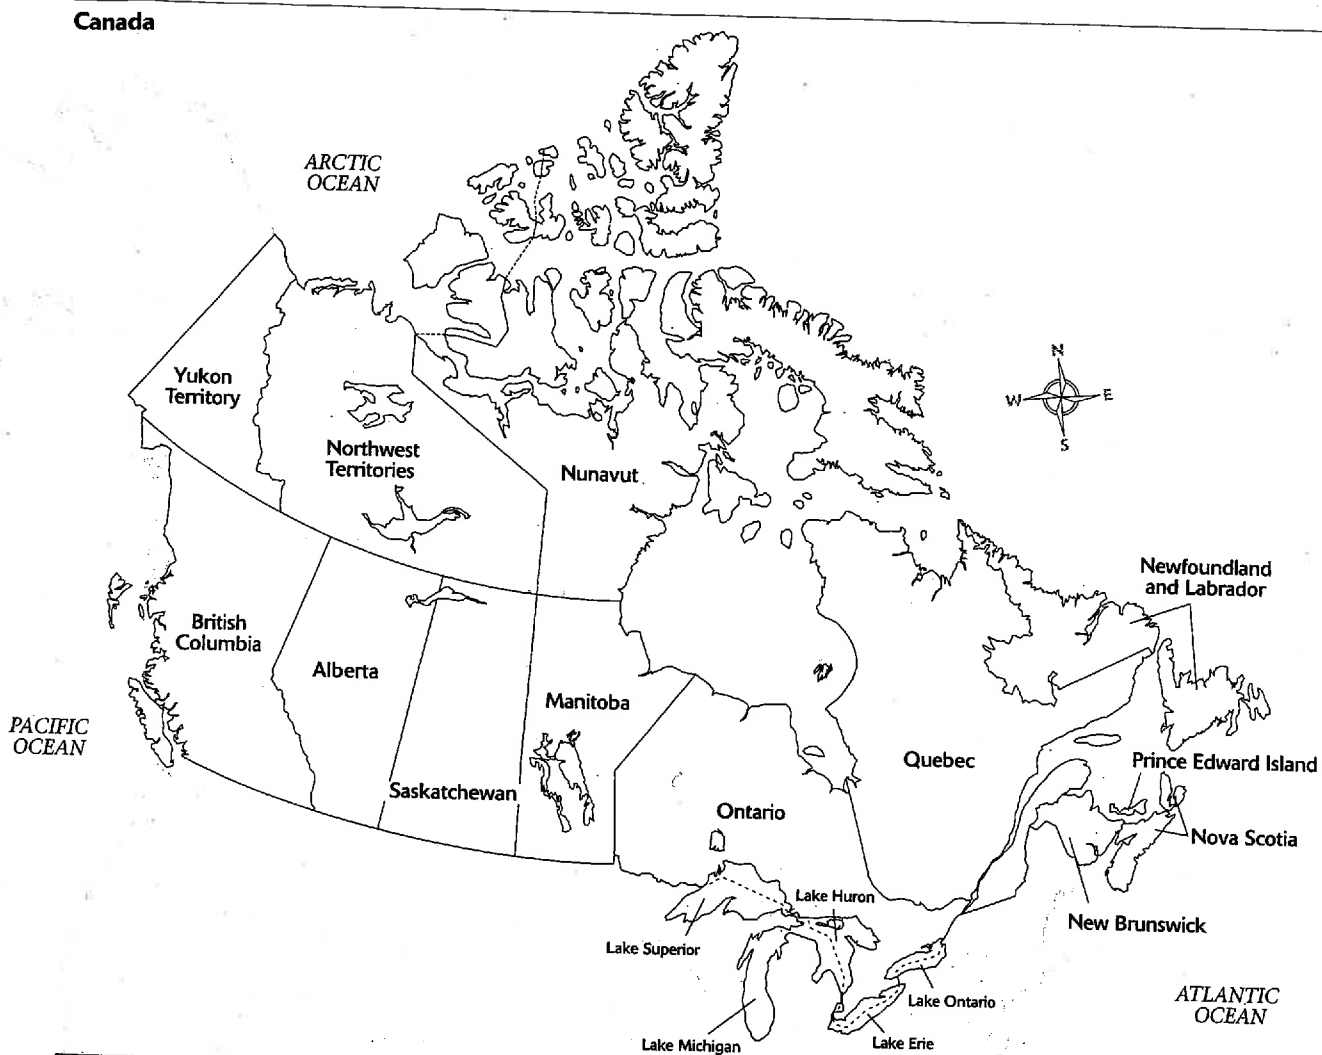 Canada
ARCTIC
OCEAN
N
W
E
S
Yukon
Territory
Northwest
Territories
Nunavut
Newfoundland
and Labrador
British
Columbia
Alberta
Manitoba
PACIFIC
OCEAN
Saskatchewan
Quebec
Prince Edward Island
Ontario
Nova Scotia
Lake Huron
New Brunswick
Lake Superior
Lake Ontario
ATLANTIC
OCEAN
Lake Michigan
Lake Erie